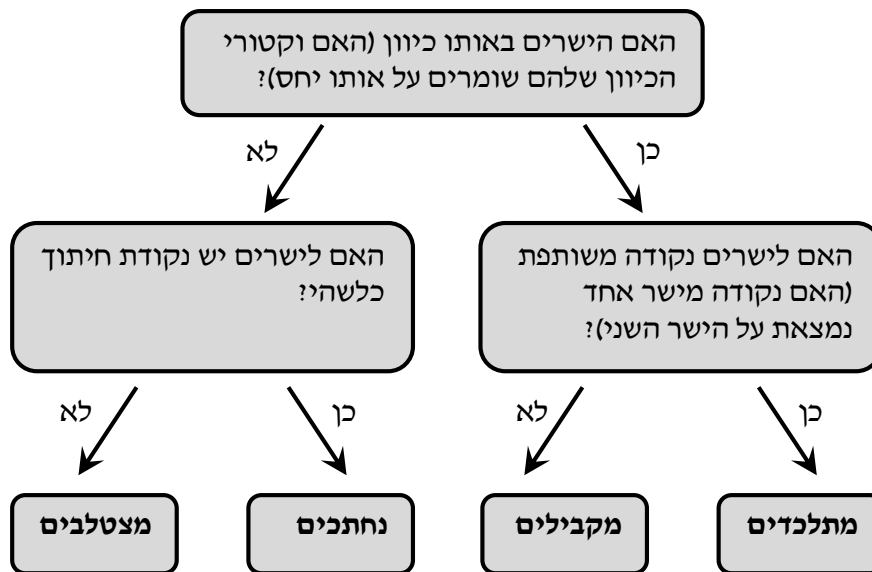 האם הישרים באותו כיוון (האם וקטורי
הכיוון שלהם שומרים על אותו יחס)?
כן
לא
האם לישרים נקודה משותפת
(האם נקודה מישר אחד
נמצאת על הישר השני)?
האם לישרים יש נקודת חיתוך
כלשהי?
כן
לא
כן
לא
מתלכדים
מקבילים
נחתכים
מצטלבים